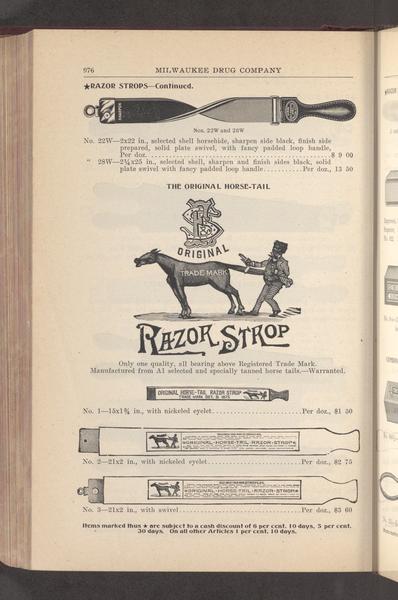 976 MILWAUKEE DRUG COMPANY
★RAZOR STROPS—Continued.
Nos. 22W and 28W
No. 22W—2x22 in., selected shell horsehide, sharpen side black, finish side
prepared, solid plate swivel, with fancy padded loop handle,
Per doz. $ 9 00
" 28W—2¼x25 in., selected shell, sharpen and finish sides black, solid
plate swivel with fancy padded loop handle Per doz., 13 50
THE ORIGINAL HORSE-TAIL
ORIGINAL
TRADE MARK
RAZOR STROP
Only one quality, all bearing above Registered Trade Mark.
Manufactured from A1 selected and specially tanned horse tails.—Warranted.
ORIGINAL HORSE-TAIL RAZOR STROP
TRADE MARK OCT. 9. 1875
No. 1—15x1¾ in., with nickeled eyelet Per doz., $1 50
ORIGINAL-HORSE-TAIL-RAZOR-STROP
No. 2—21x2 in., with nickeled eyelet Per doz., $2 75
ORIGINAL-HORSE-TAIL-RAZOR-STROP
No. 3—21x2 in., with swivel Per doz., $3 60
Items marked thus ★ are subject to a cash discount of 6 per cent. 10 days, 5 per cent.
30 days. On all other Articles 1 per cent. 10 days.